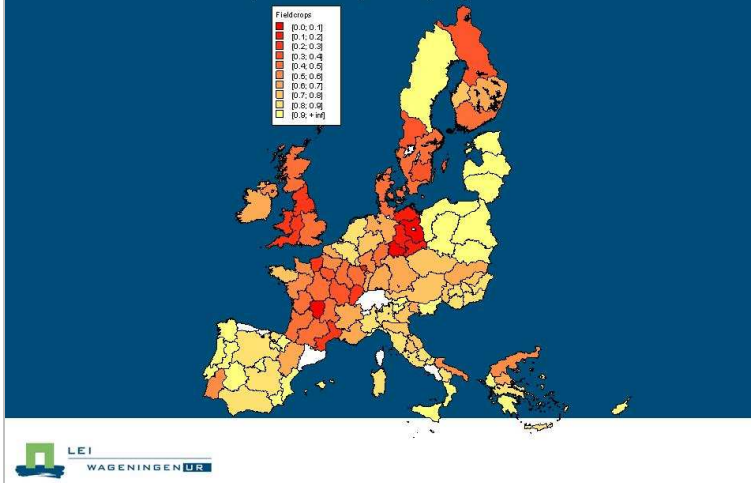 Fieldcrops
[0.0; 0.1]
[0.1; 0.2]
[0.2; 0.3]
[0.3; 0.4]
[0.4; 0.5]
[0.5; 0.6]
[0.6; 0.7]
[0.7; 0.8]
[0.8; 0.9]
[0.9; + inf]
LEI
WAGENINGEN UR